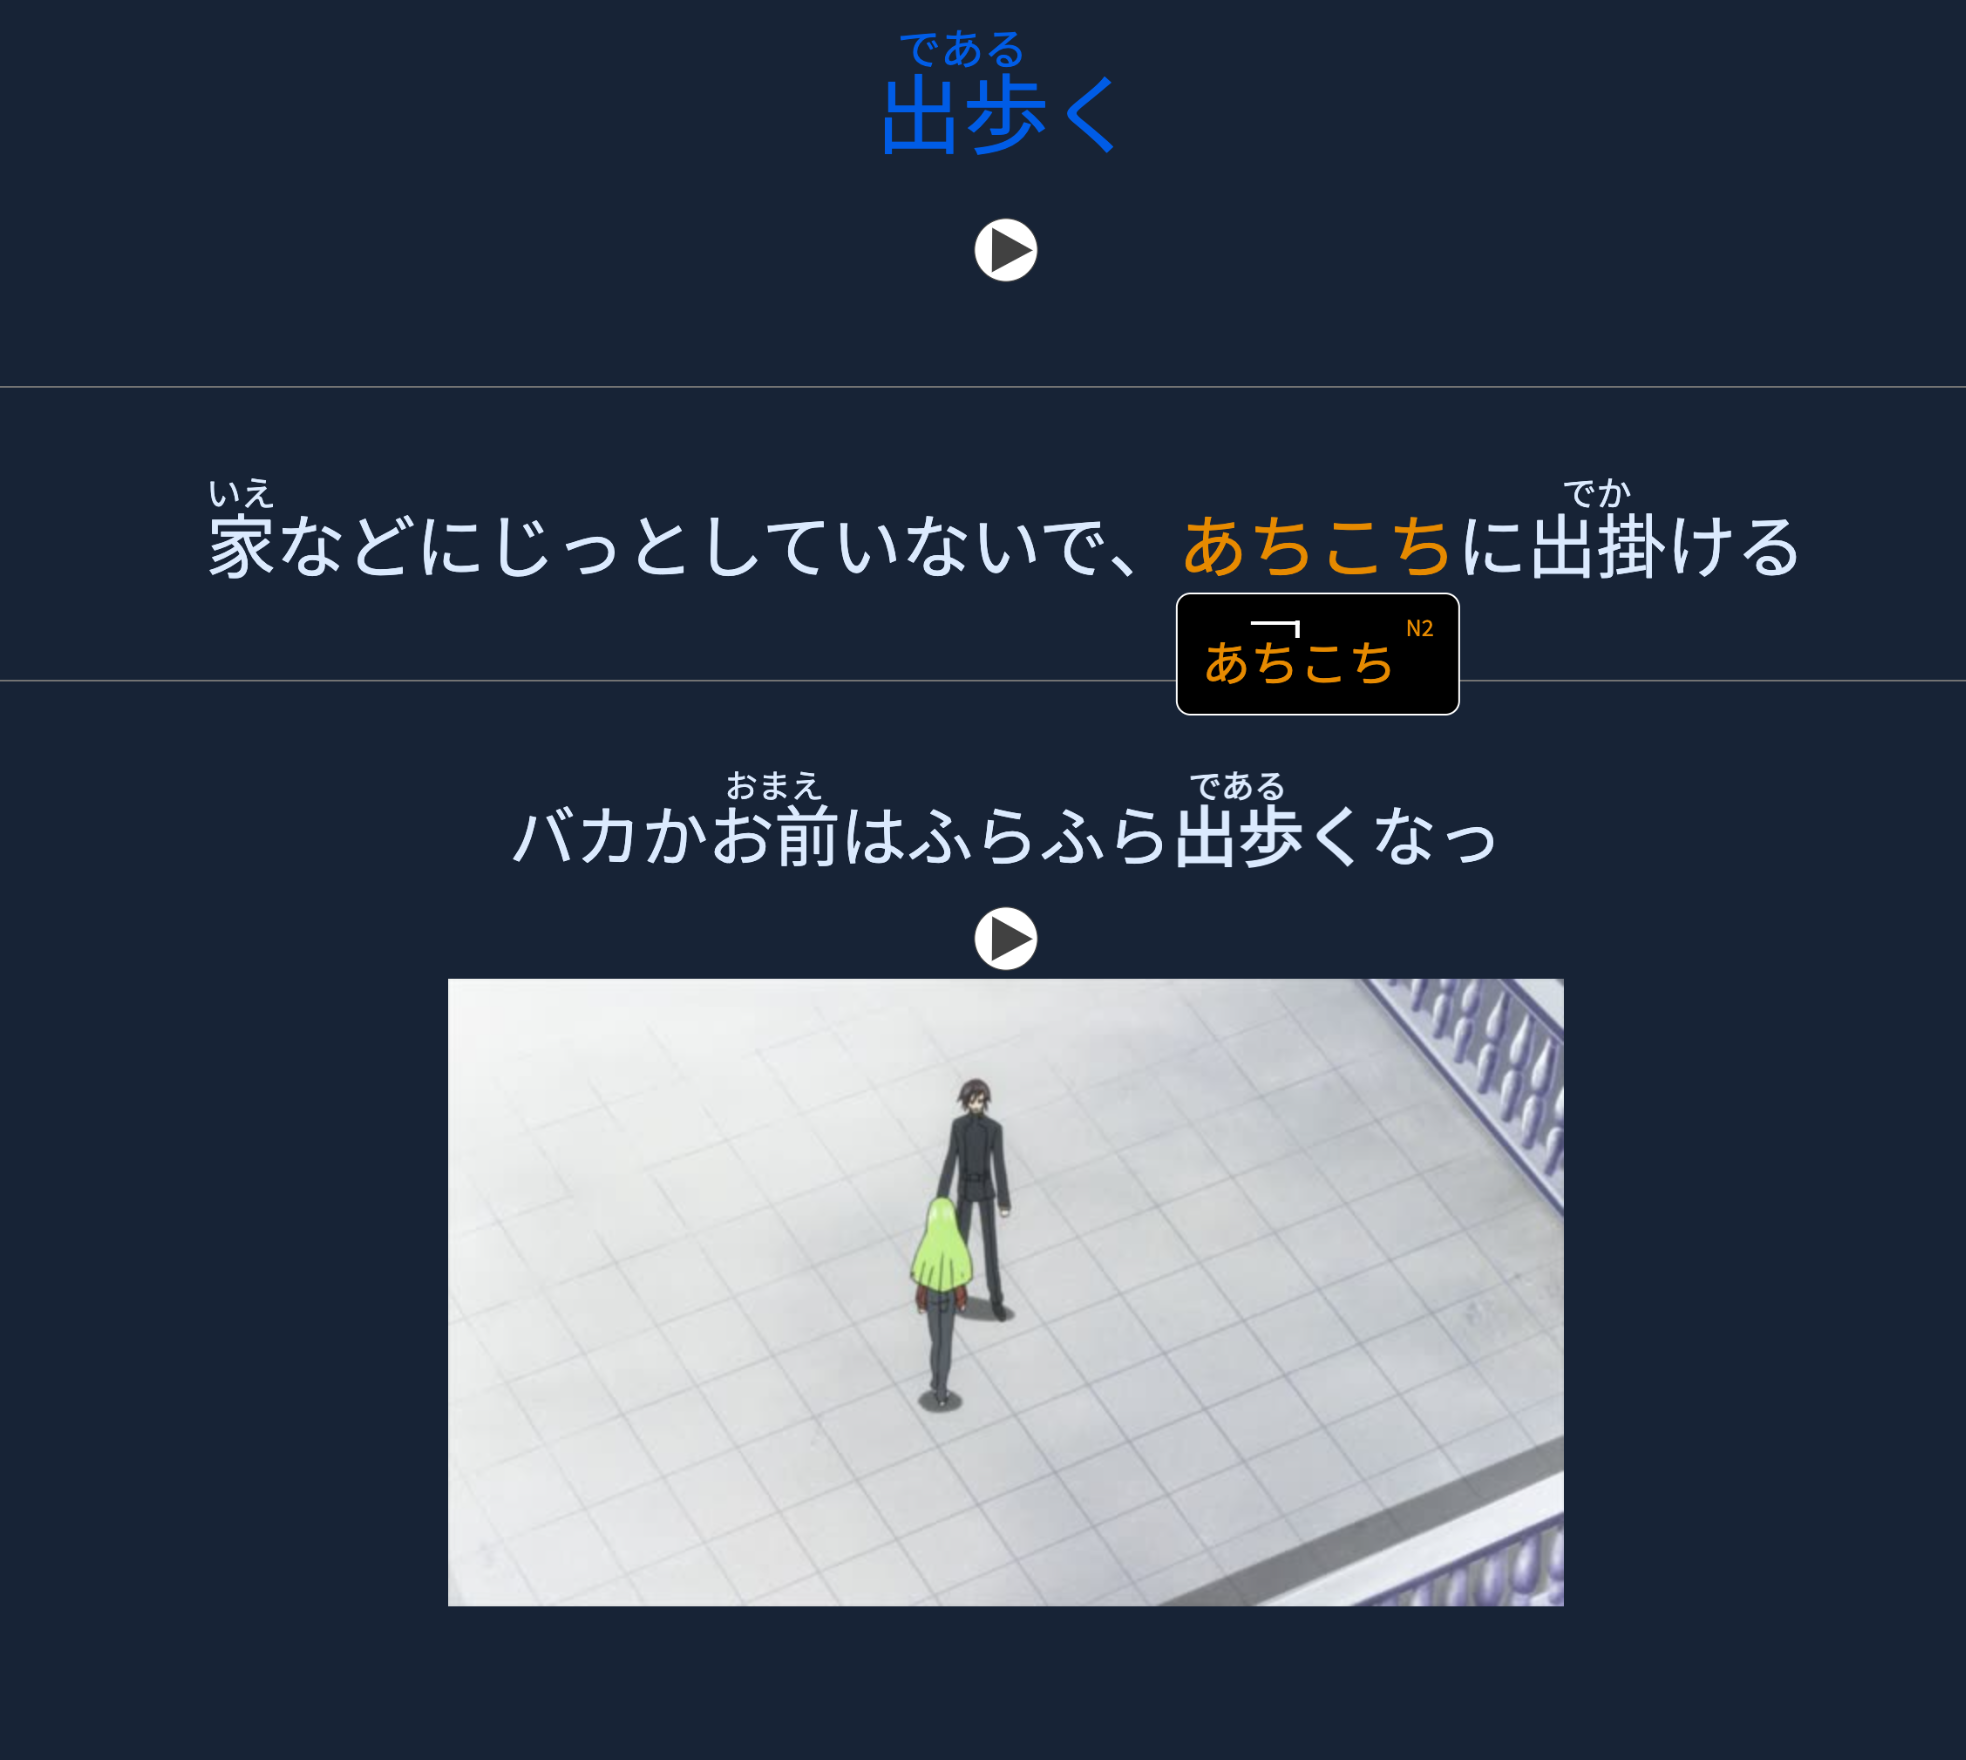 である
出歩く
いえ でか
家などにじっとしていないで、あちこちに出掛ける
N2
あちこち
おまえ である
バカかお前はふらふら出歩くなっ